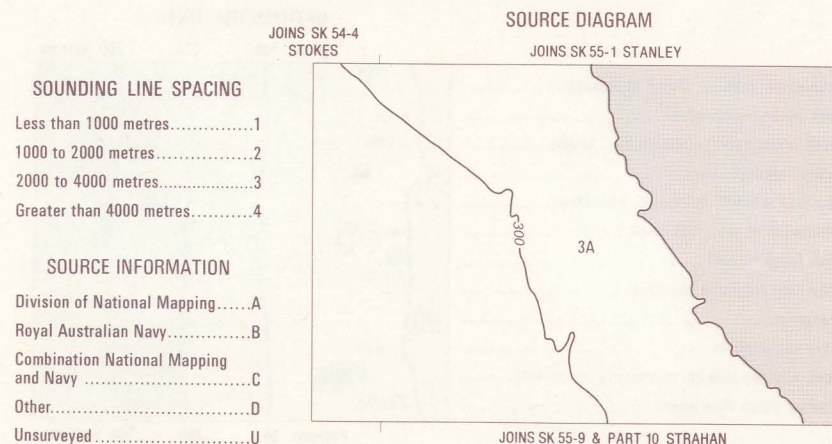 SOUNDING LINE SPACING
Less than 1000 metres..............1
1000 to 2000 metres................2
2000 to 4000 metres....................3
Greater than 4000 metres..........4
SOURCE INFORMATION
Division of National Mapping......A
Royal Australian Navy..............B
Combination National Mapping
and Navy ............................C
Other..................................D
Unsurveyed..........................U
SOURCE DIAGRAM
JOINS SK 54-4
STOKES
JOINS SK 55-1 STANLEY
-300-
3A
JOINS SK 55-9 & PART 10 STRAHAN